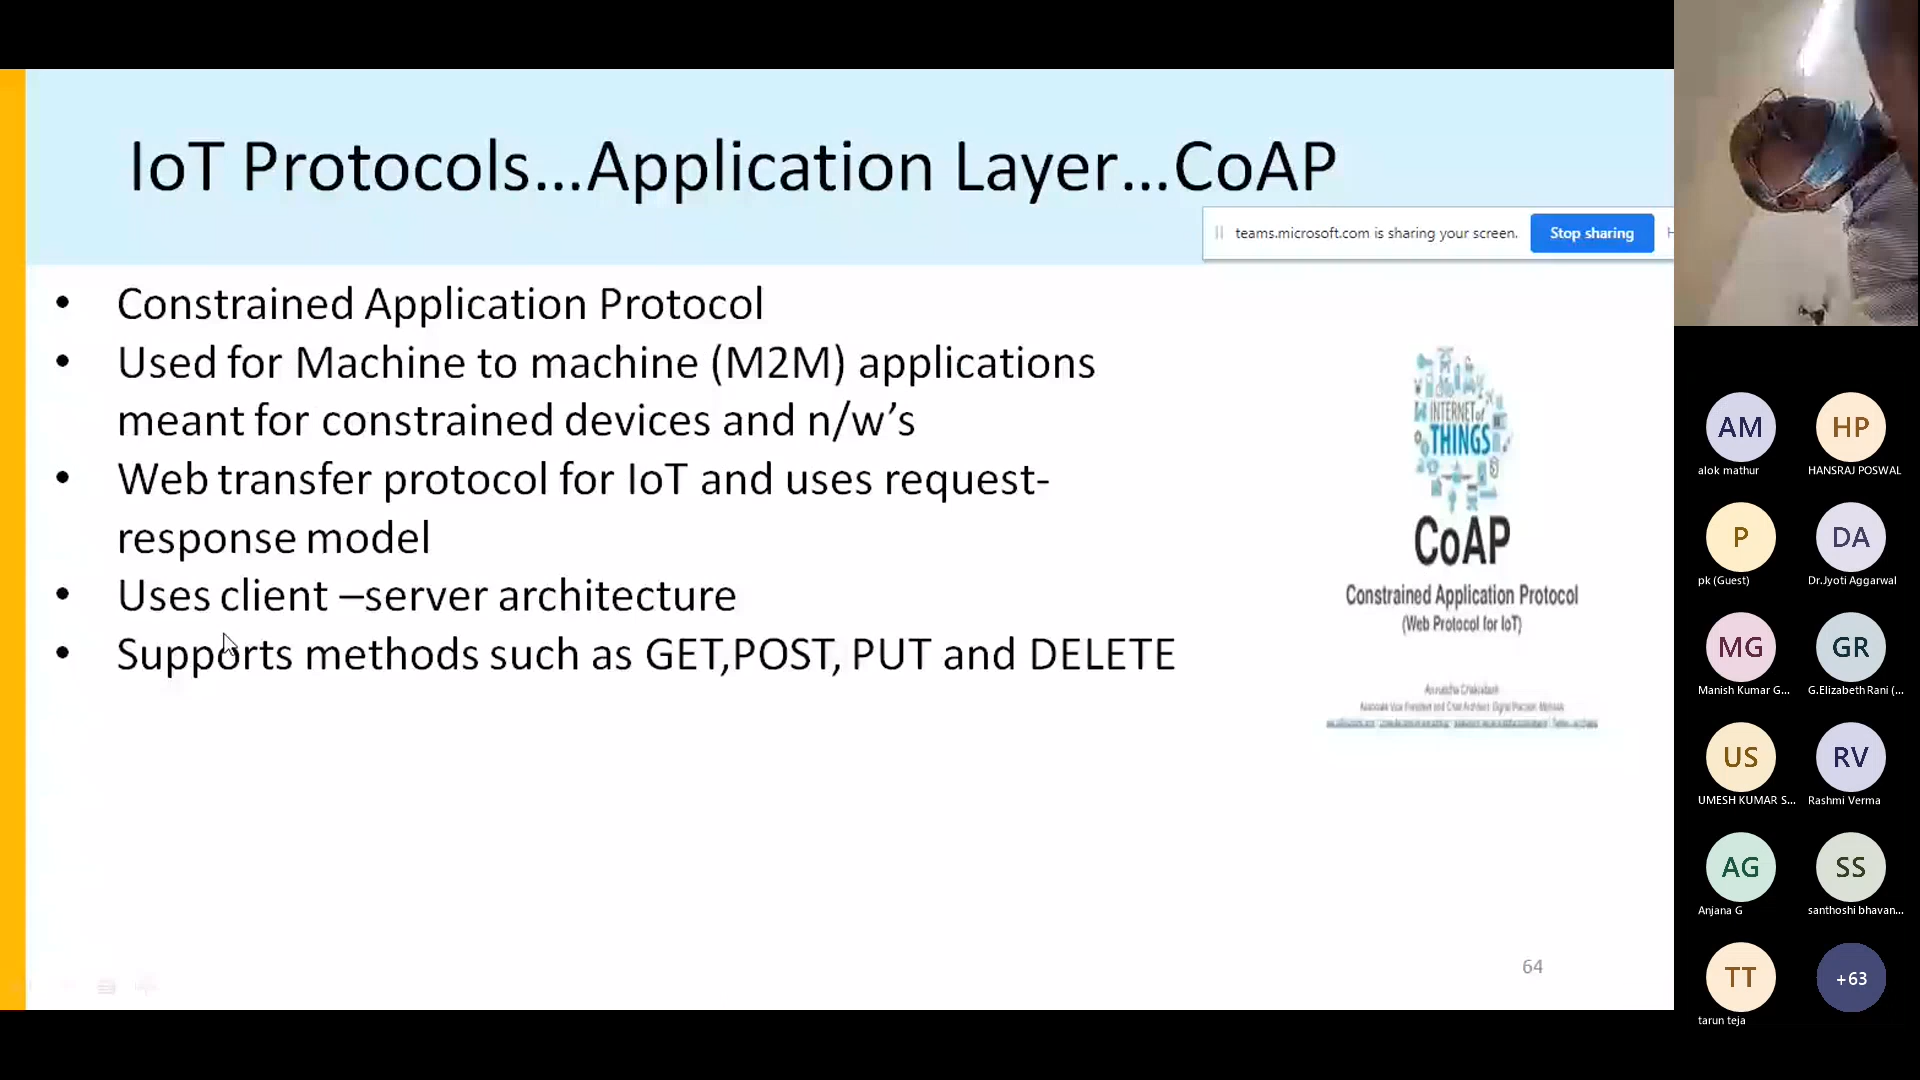 IoT Protocols...Application Layer...CoAP
teams.microsoft.com is sharing your screen.
Stop sharing
• Constrained Application Protocol
• Used for Machine to machine (M2M) applications
meant for constrained devices and n/w’s
• Web transfer protocol for IoT and uses request-
response model
• Uses client –server architecture
• Supports methods such as GET,POST, PUT and DELETE
INTERNET of
THINGS
CoAP
Constrained Application Protocol
(Web Protocol for IoT)
64
AM
alok mathur
HP
HANSRAJ POSWAL
P
pk (Guest)
DA
Dr.Jyoti Aggarwal
MG
Manish Kumar G...
GR
G.Elizabeth Rani (...
US
UMESH KUMAR S...
RV
Rashmi Verma
AG
Anjana G
SS
santhoshi bhavan...
TT
tarun teja
+63